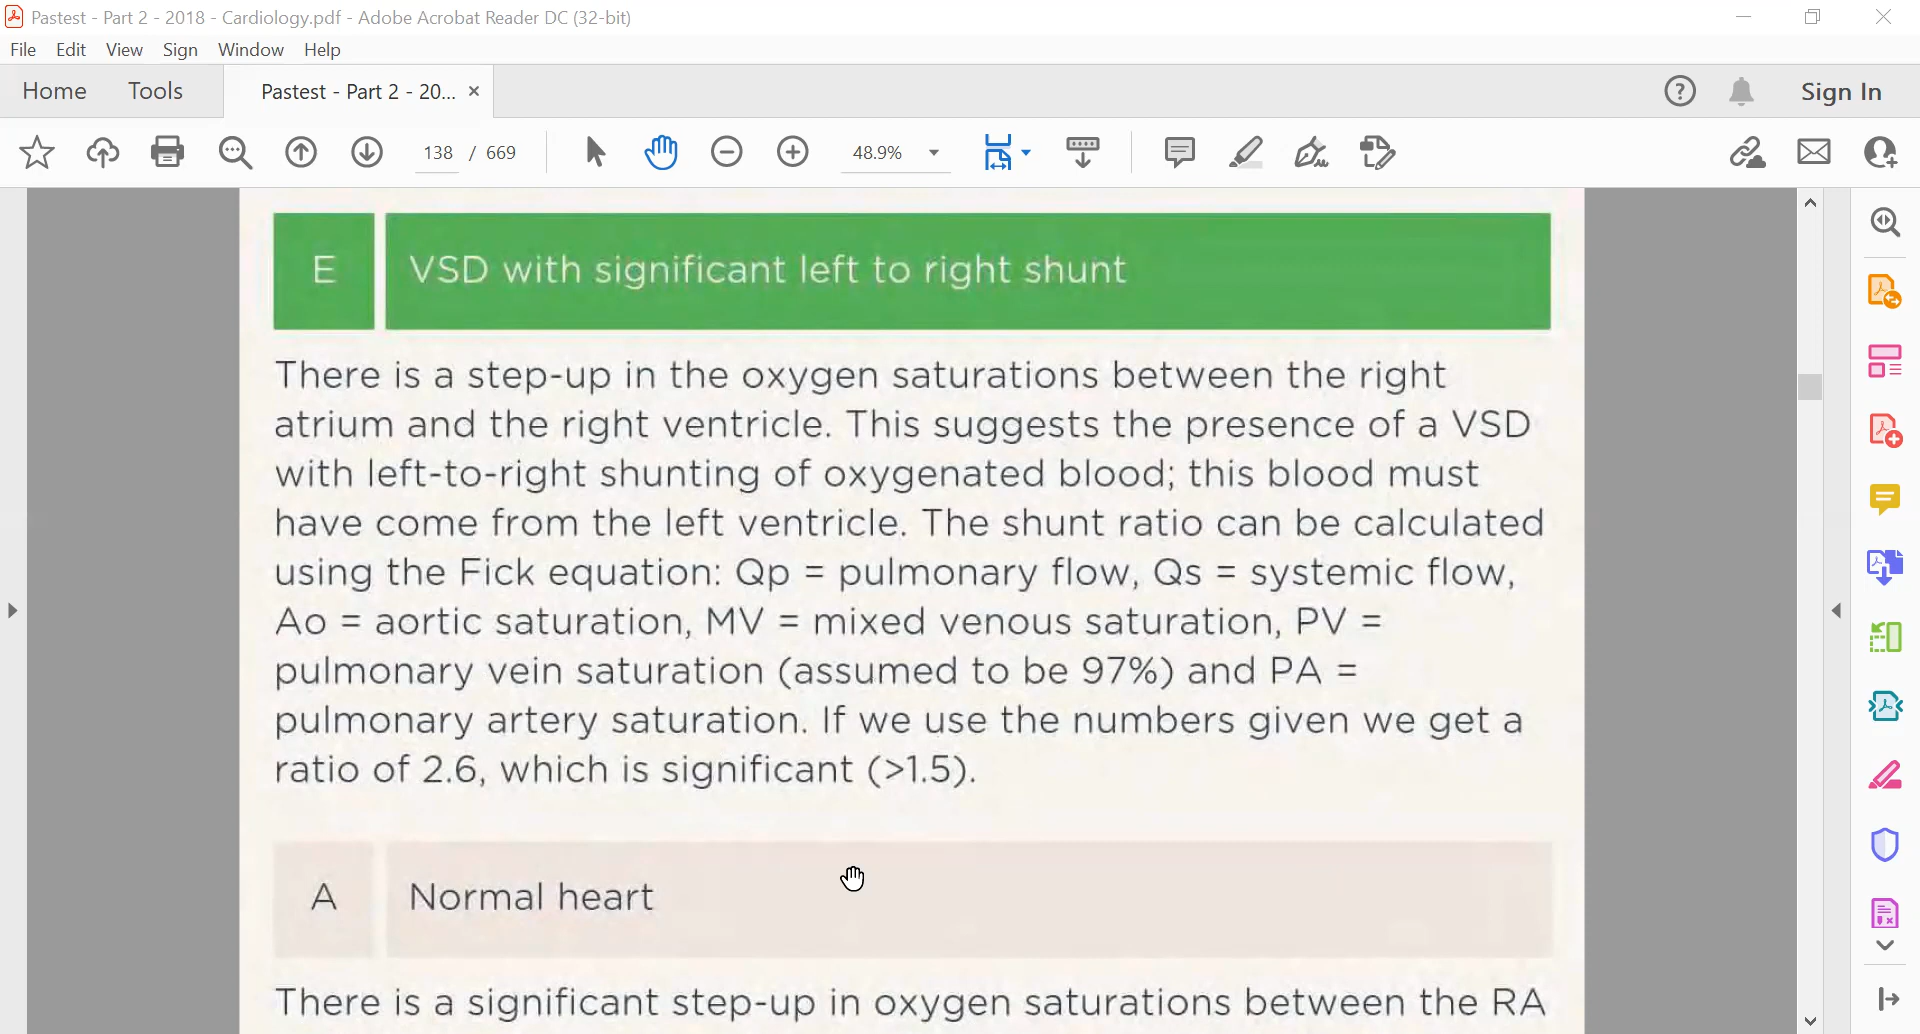 Pastest - Part 2 - 2018 - Cardiology.pdf - Adobe Acrobat Reader DC (32-bit)
File Edit View Sign Window Help
Home Tools Pastest - Part 2 - 20... × Sign In
138 / 669 48.9%
E VSD with significant left to right shunt
There is a step-up in the oxygen saturations between the right
atrium and the right ventricle. This suggests the presence of a VSD
with left-to-right shunting of oxygenated blood; this blood must
have come from the left ventricle. The shunt ratio can be calculated
using the Fick equation: Qp = pulmonary flow, Qs = systemic flow,
Ao = aortic saturation, MV = mixed venous saturation, PV =
pulmonary vein saturation (assumed to be 97%) and PA =
pulmonary artery saturation. If we use the numbers given we get a
ratio of 2.6, which is significant (>1.5).
A Normal heart
There is a significant step-up in oxygen saturations between the RA